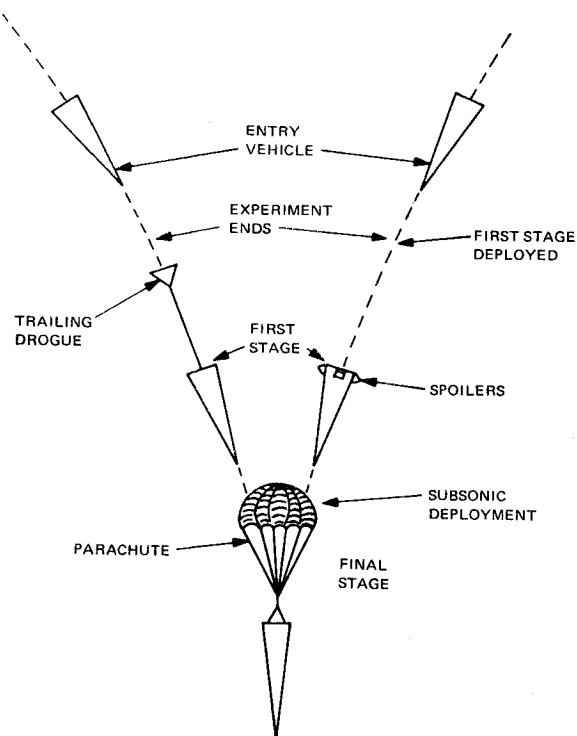 ENTRY
VEHICLE
EXPERIMENT
ENDS
FIRST STAGE
DEPLOYED
TRAILING
DROGUE
FIRST
STAGE
SPOILERS
SUBSONIC
DEPLOYMENT
PARACHUTE
FINAL
STAGE